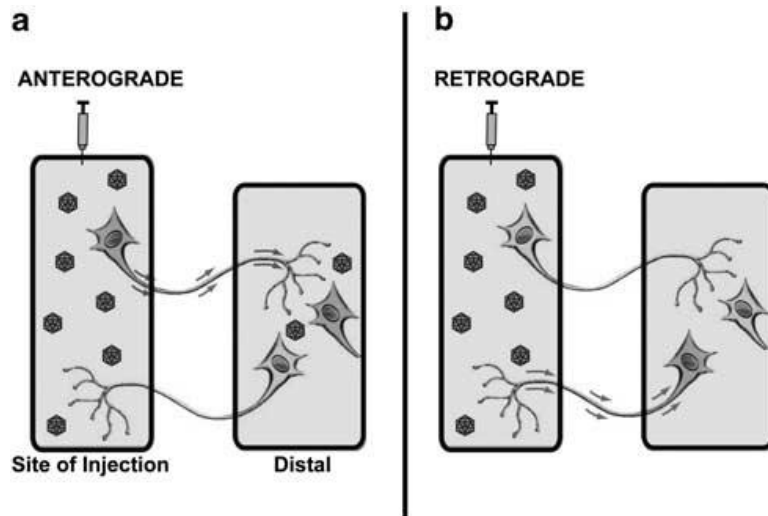 a
ANTEROGRADE
Site of Injection
Distal
b
RETROGRADE